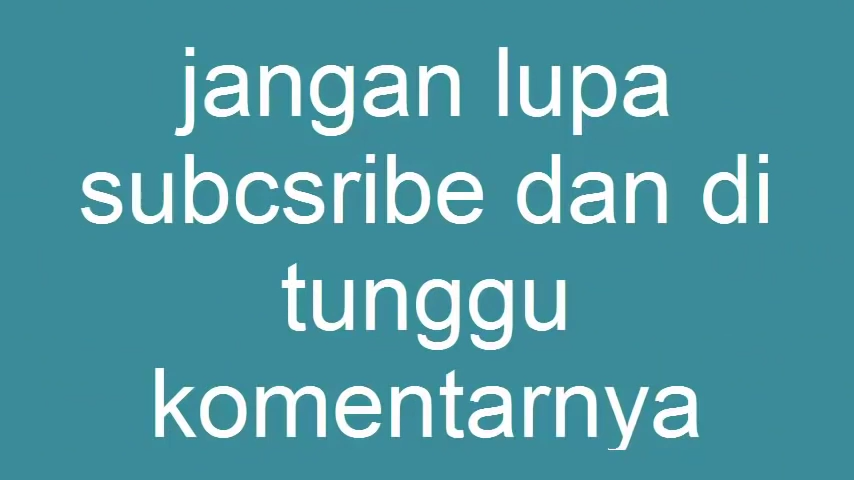 jangan lupa
subcsribe dan di
tunggu
komentarnya